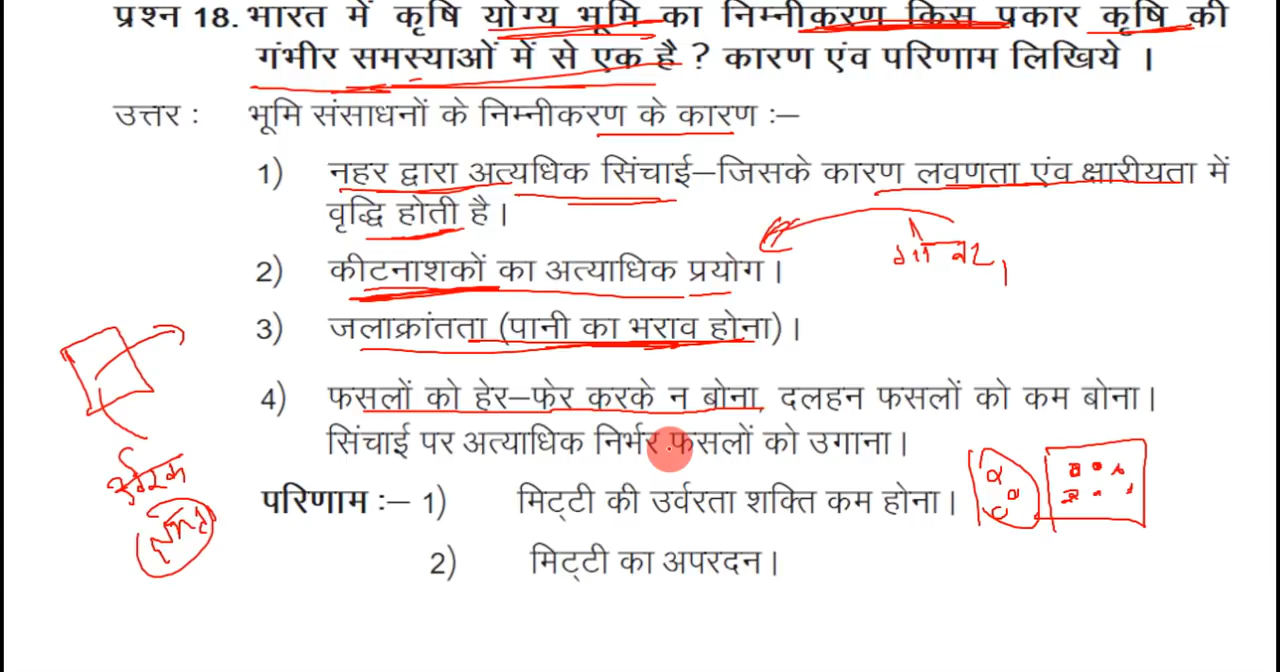 प्रश्न 18. भारत में कृषि योग्य भूमि का निम्नीकरण किस प्रकार कृषि की
गंभीर समस्याओं में से एक है ? कारण एंव परिणाम लिखिये ।
उत्तर : भूमि संसाधनों के निम्नीकरण के कारण :–
1) नहर द्वारा अत्यधिक सिंचाई–जिसके कारण लवणता एंव क्षारीयता में
वृद्धि होती है।
2) कीटनाशकों का अत्याधिक प्रयोग।
3) जलाक्रांतता (पानी का भराव होना)।
4) फसलों को हेर–फेर करके न बोना, दलहन फसलों को कम बोना।
सिंचाई पर अत्याधिक निर्भर फसलों को उगाना।
परिणाम :– 1) मिट्टी की उर्वरता शक्ति कम होना।
2) मिट्टी का अपरदन।